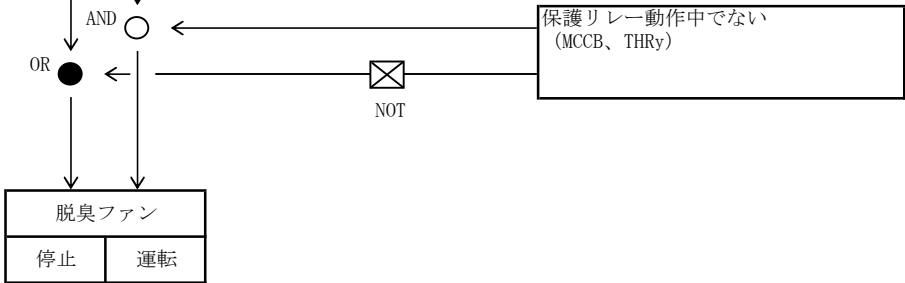 AND
保護リレー動作中でない
（MCCB、THRy）
OR
NOT
脱臭ファン
停止
運転